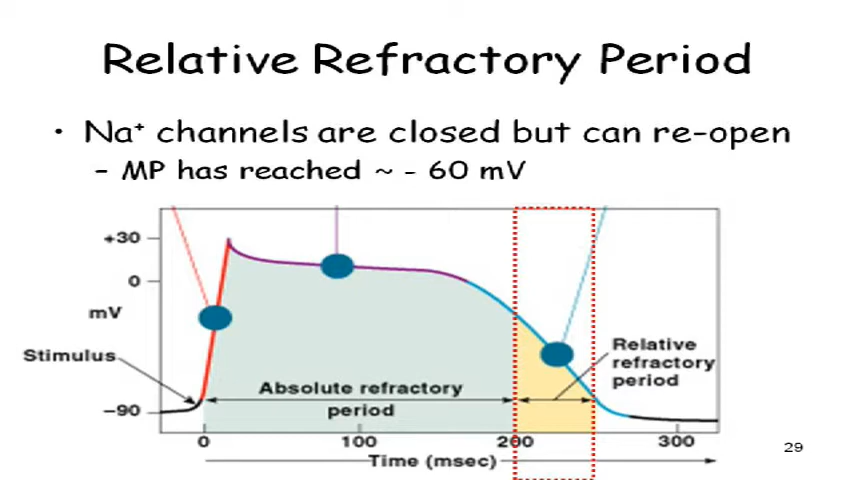 Relative Refractory Period
• Na⁺ channels are closed but can re-open
– MP has reached ~ - 60 mV
+30
0
mV
Stimulus
−90
Absolute refractory
period
Relative
refractory
period
0 100 200 300
Time (msec)
29